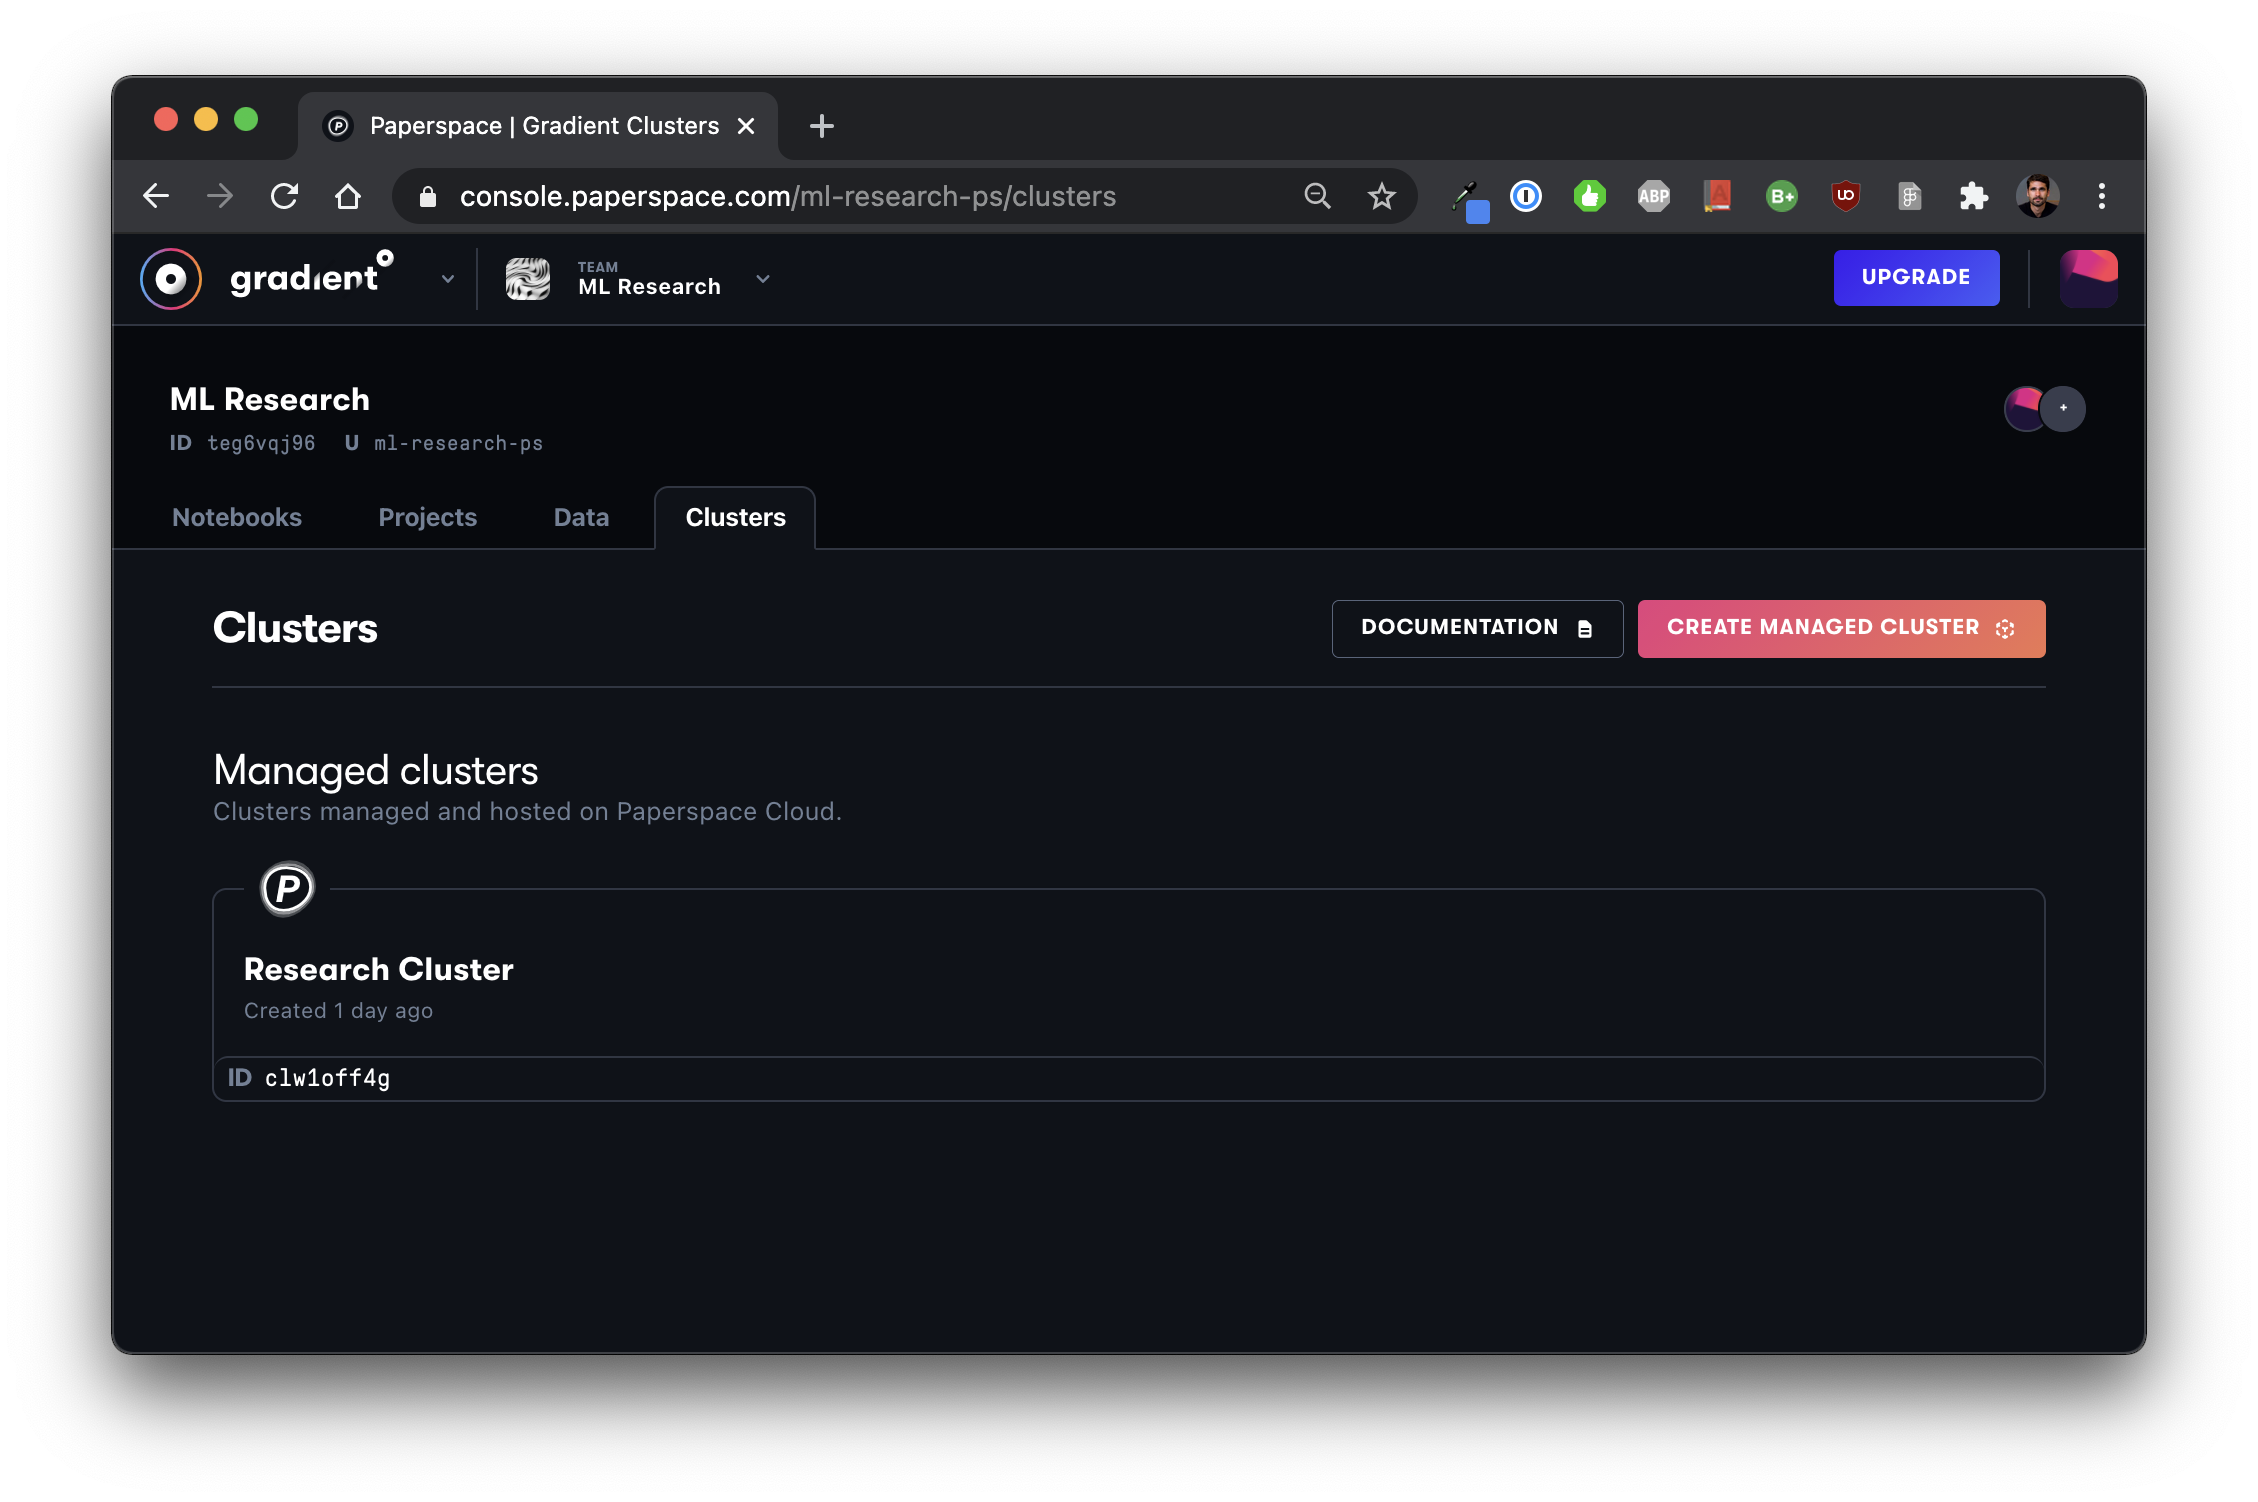 Paperspace | Gradient Clusters
console.paperspace.com/ml-research-ps/clusters
ABP
B+
gradient
TEAM
ML Research
UPGRADE
ML Research
ID teg6vqj96 U ml-research-ps
Notebooks Projects Data Clusters
Clusters
DOCUMENTATION
CREATE MANAGED CLUSTER
Managed clusters
Clusters managed and hosted on Paperspace Cloud.
P
Research Cluster
Created 1 day ago
ID clw1off4g